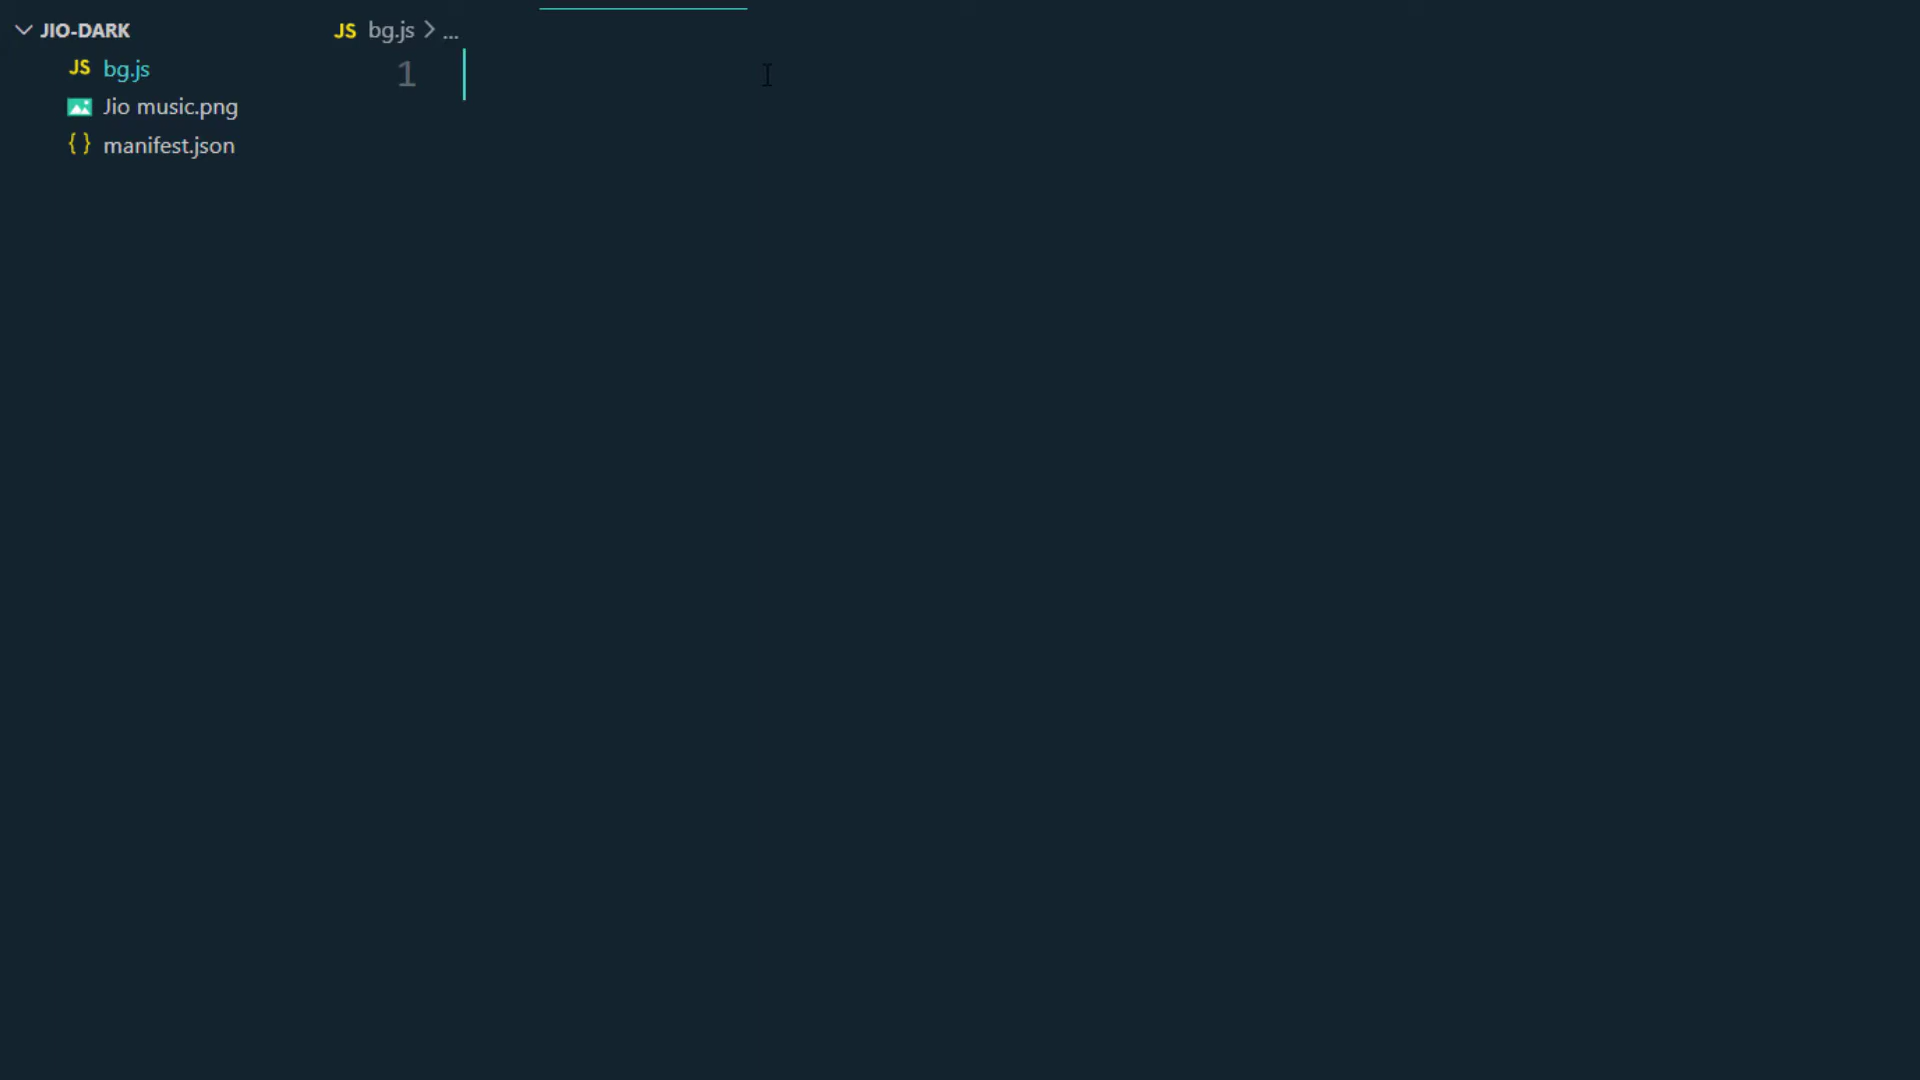 JIO-DARK
JS bg.js
Jio music.png
{ } manifest.json
JS bg.js > ...
1